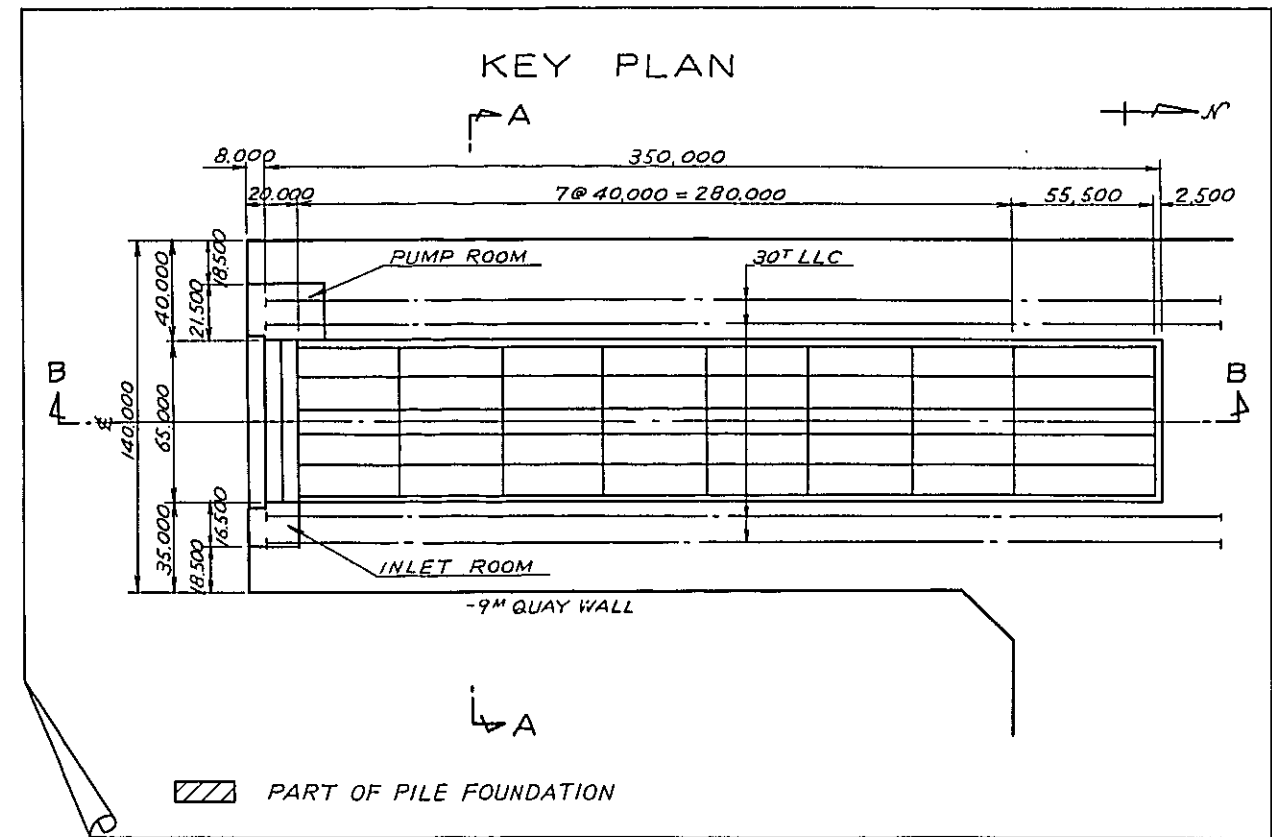 KEY PLAN
A
N
8.000
350,000
20.000
7@ 40,000 = 280.000
55,500
2,500
18.500
PUMP ROOM
30T LLC
40.000
21.500
B
B
140.000
65.000
℄
35.000
16.500
18.500
INLET ROOM
-9M QUAY WALL
A
PART OF PILE FOUNDATION